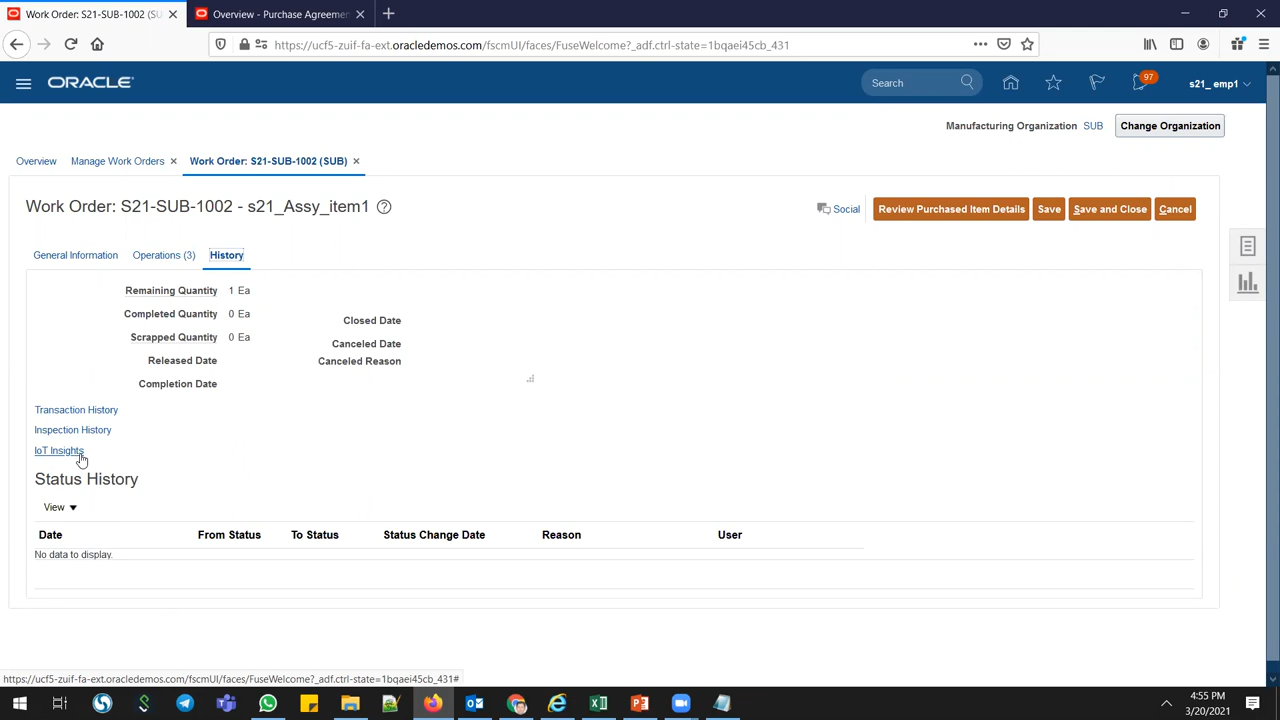 Work Order: S21-SUB-1002 (SU
Overview - Purchase Agreemen
https://ucf5-zuif-fa-ext.oracledemos.com/fscmUI/faces/FuseWelcome?_adf.ctrl-state=1bqaei45cb_431
ORACLE
Search
97
s21_ emp1
Manufacturing Organization SUB Change Organization
Overview Manage Work Orders Work Order: S21-SUB-1002 (SUB)
Work Order: S21-SUB-1002 - s21_Assy_item1
Social Review Purchased Item Details Save Save and Close Cancel
General Information Operations (3) History
Remaining Quantity 1 Ea
Completed Quantity 0 Ea
Closed Date
Scrapped Quantity 0 Ea
Canceled Date
Released Date
Canceled Reason
Completion Date
Transaction History
Inspection History
IoT Insights
Status History
View
Date From Status To Status Status Change Date Reason User
No data to display.
https://ucf5-zuif-fa-ext.oracledemos.com/fscmUI/faces/FuseWelcome?_adf.ctrl-state=1bqaei45cb_431#
4:55 PM
3/20/2021